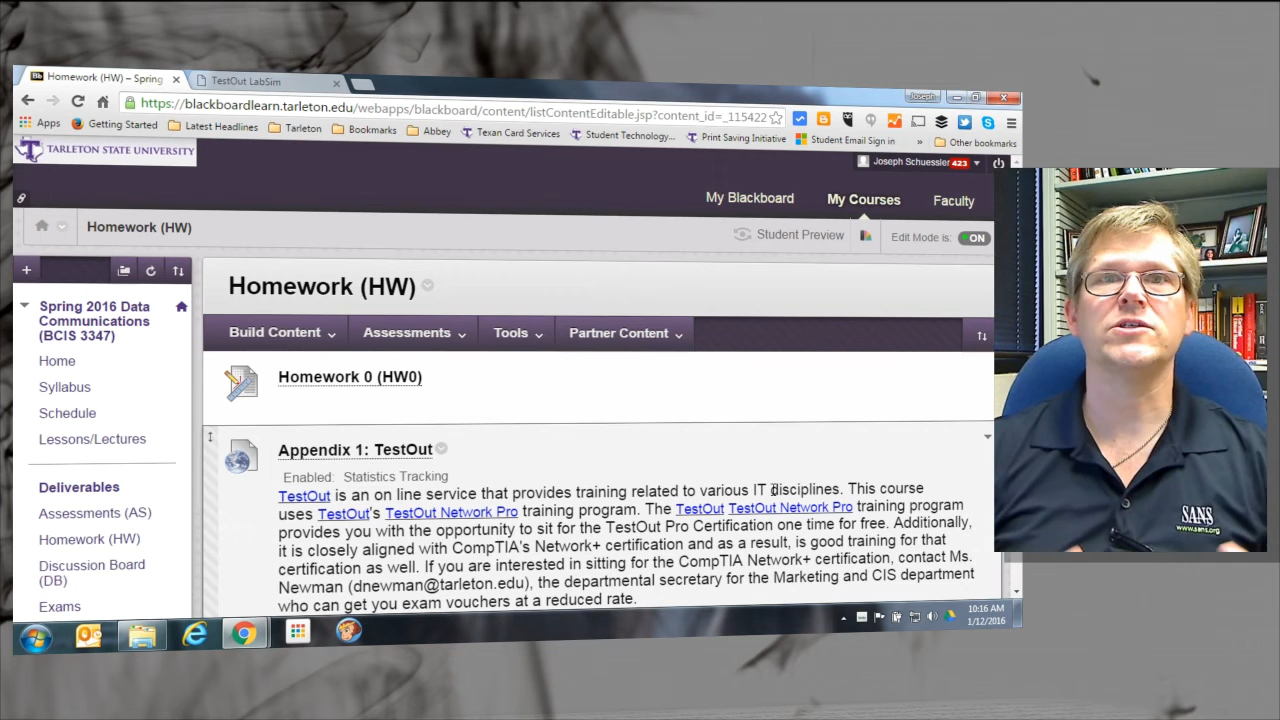 Homework (HW) – Spring
TestOut LabSim
Joseph
https://blackboardlearn.tarleton.edu/webapps/blackboard/content/listContentEditable.jsp?content_id=_115422
Apps Getting Started Latest Headlines Tarleton Bookmarks Abbey Texan Card Services Student Technology... Print Saving Initiative Student Email Sign in » Other bookmarks
TARLETON STATE UNIVERSITY
Joseph Schuessler 423
My Blackboard My Courses Faculty
Homework (HW)
Student Preview Edit Mode is: ON
Spring 2016 Data
Communications
(BCIS 3347)
Home
Syllabus
Schedule
Lessons/Lectures
Deliverables
Assessments (AS)
Homework (HW)
Discussion Board
(DB)
Exams
Homework (HW)
Build Content Assessments Tools Partner Content
Homework 0 (HW0)
Appendix 1: TestOut
Enabled: Statistics Tracking
TestOut is an on line service that provides training related to various IT disciplines. This course
uses TestOut's TestOut Network Pro training program. The TestOut TestOut Network Pro training program
provides you with the opportunity to sit for the TestOut Pro Certification one time for free. Additionally,
it is closely aligned with CompTIA's Network+ certification and as a result, is good training for that
certification as well. If you are interested in sitting for the CompTIA Network+ certification, contact Ms.
Newman (dnewman@tarleton.edu), the departmental secretary for the Marketing and CIS department
who can get you exam vouchers at a reduced rate.
10:16 AM
1/12/2016
SANS
www.sans.org